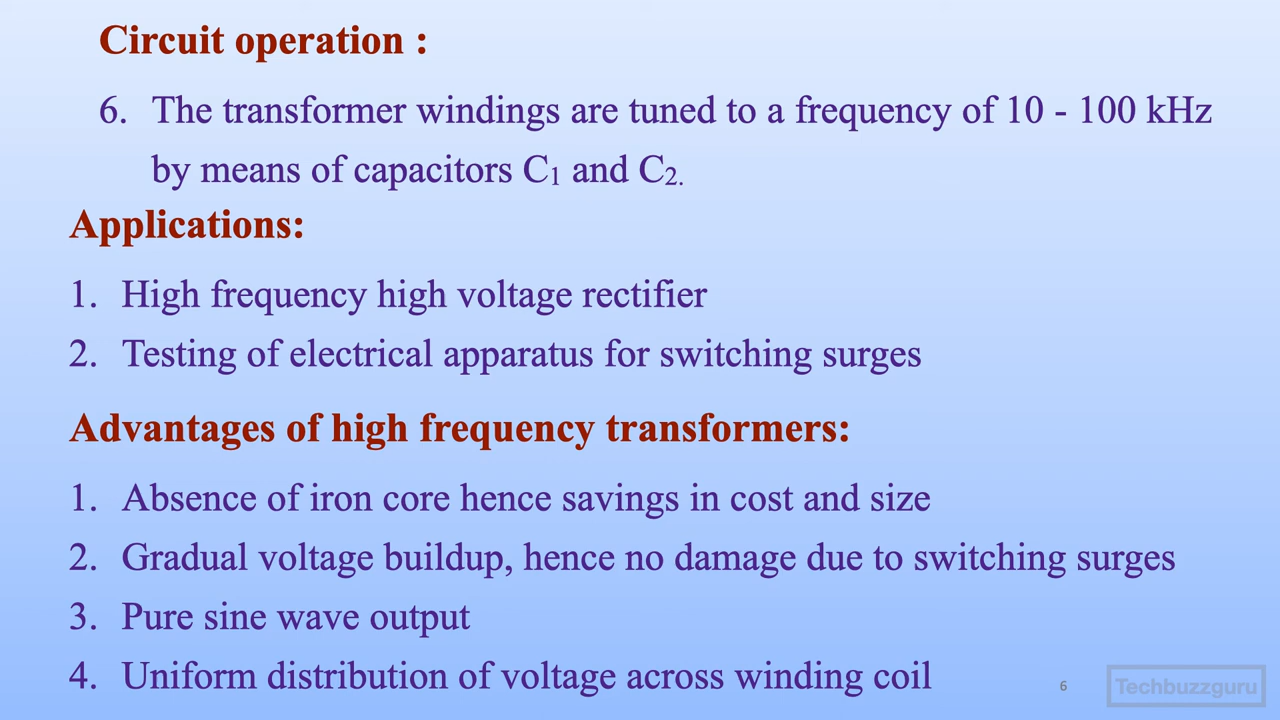 Circuit operation :
6. The transformer windings are tuned to a frequency of 10 - 100 kHz
by means of capacitors C₁ and C₂.
Applications:
1. High frequency high voltage rectifier
2. Testing of electrical apparatus for switching surges
Advantages of high frequency transformers:
1. Absence of iron core hence savings in cost and size
2. Gradual voltage buildup, hence no damage due to switching surges
3. Pure sine wave output
4. Uniform distribution of voltage across winding coil
6
Techbuzzguru